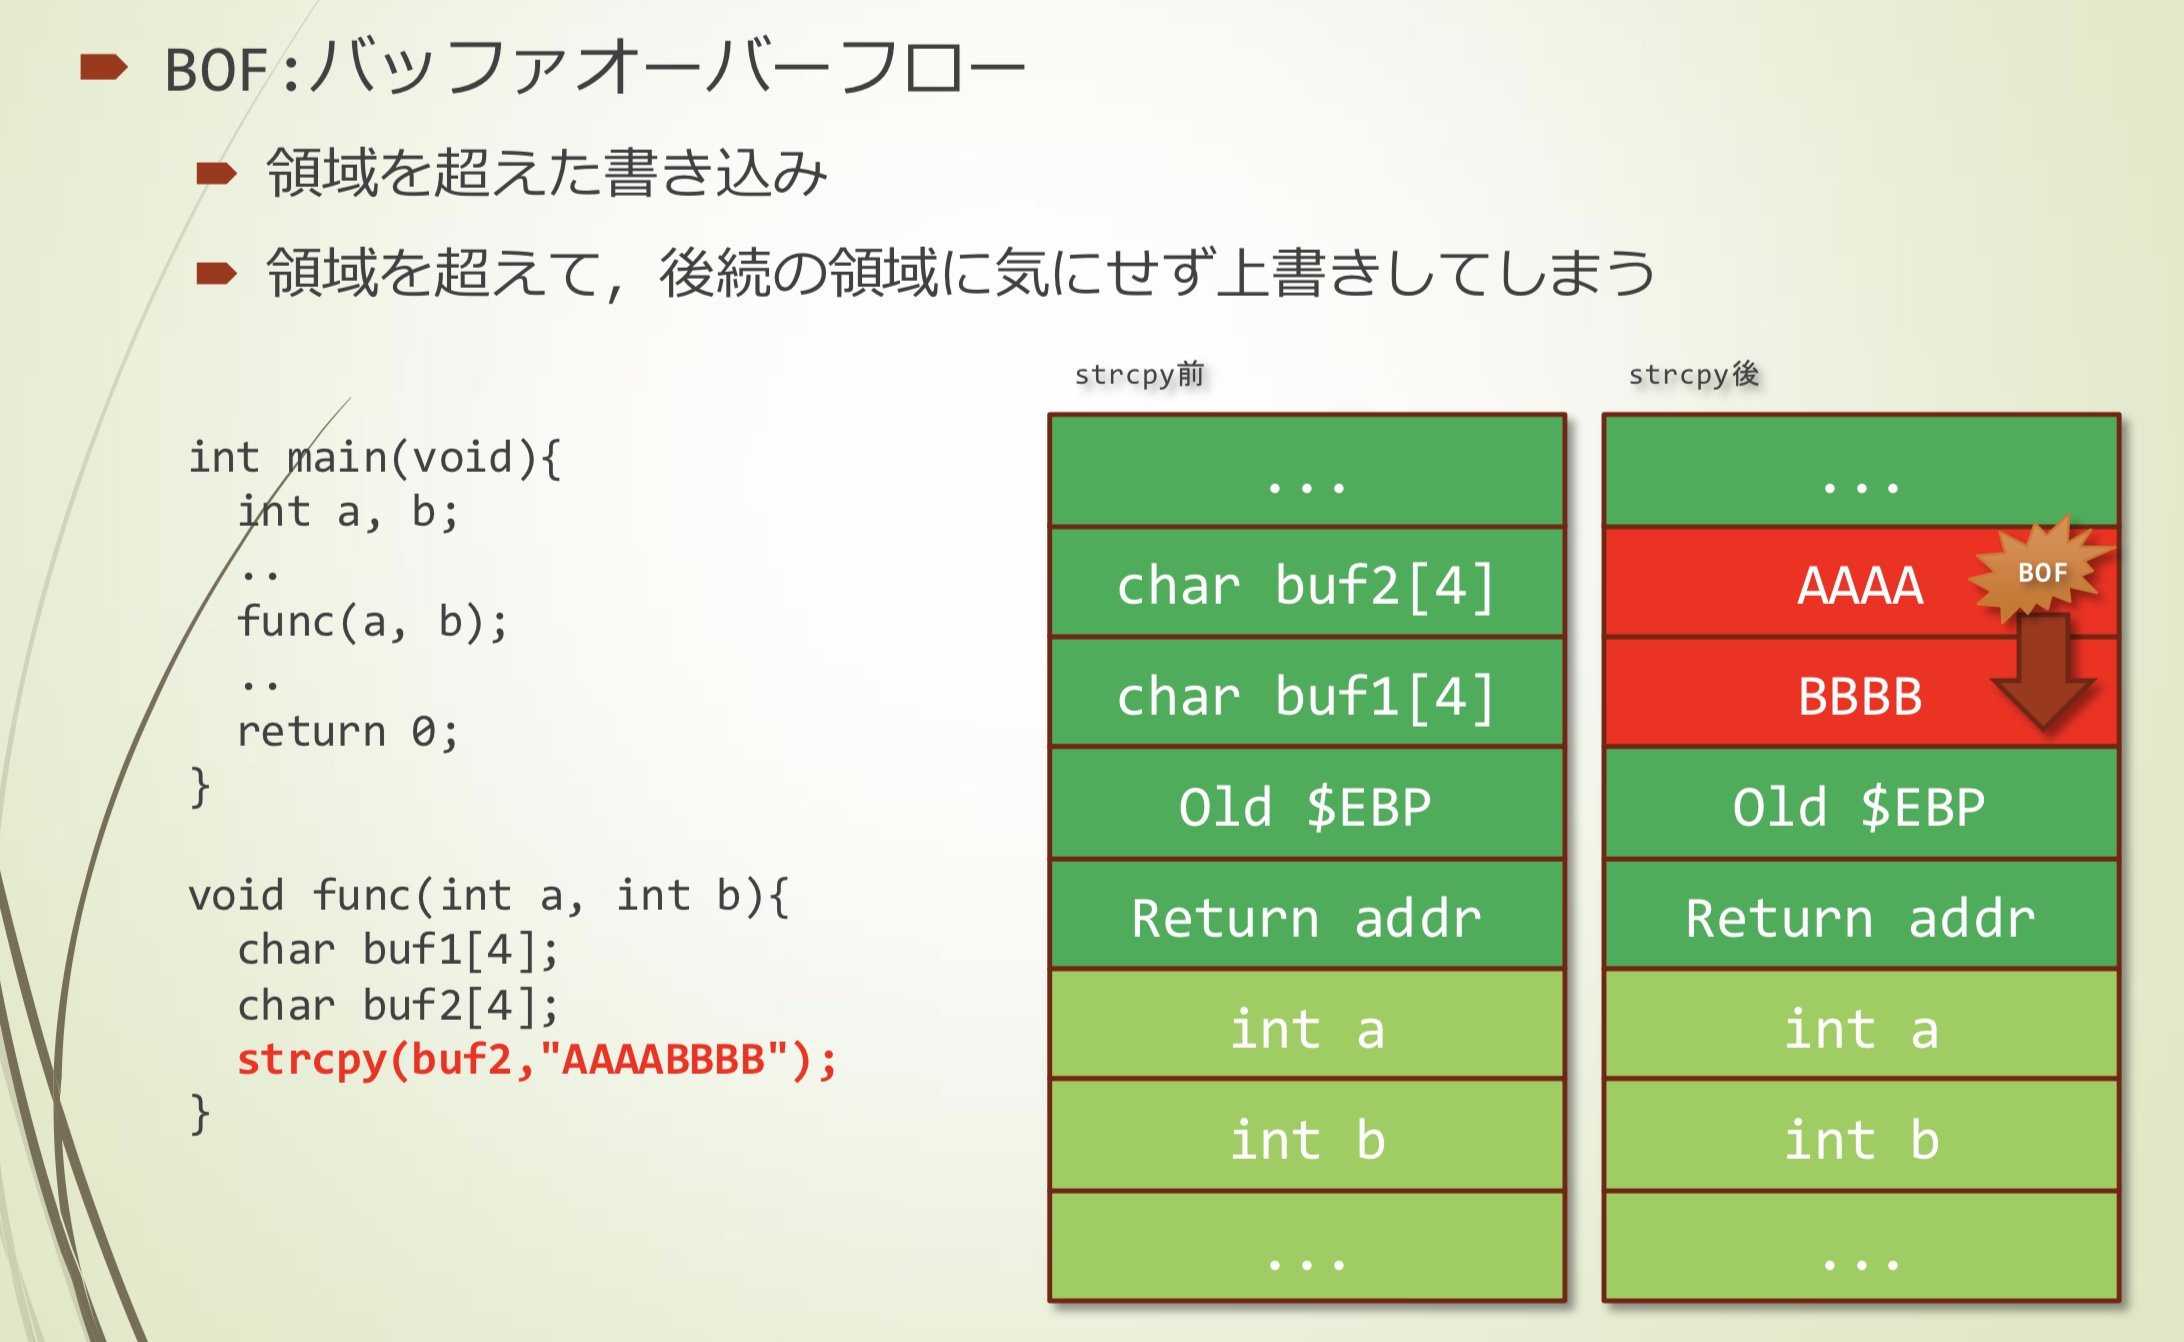 BOF:バッファオーバーフロー
領域を超えた書き込み
領域を超えて，後続の領域に気にせず上書きしてしまう
int main(void){
int a, b;
..
func(a, b);
..
return 0;
}
void func(int a, int b){
char buf1[4];
char buf2[4];
strcpy(buf2,"AAAABBBB");
}
strcpy前
...
char buf2[4]
char buf1[4]
Old $EBP
Return addr
int a
int b
...
strcpy後
...
AAAA
BOF
BBBB
Old $EBP
Return addr
int a
int b
...